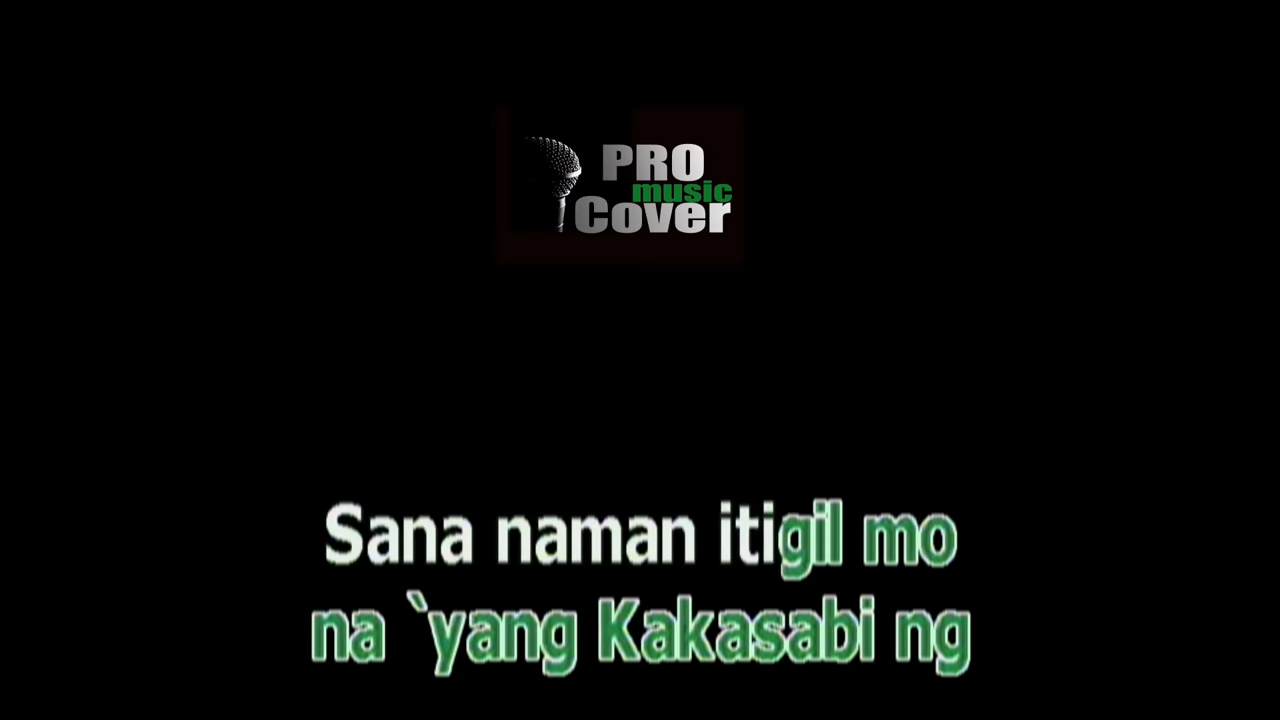 PRO
music
Cover
Sana naman itigil mo
na `yang Kakasabi ng